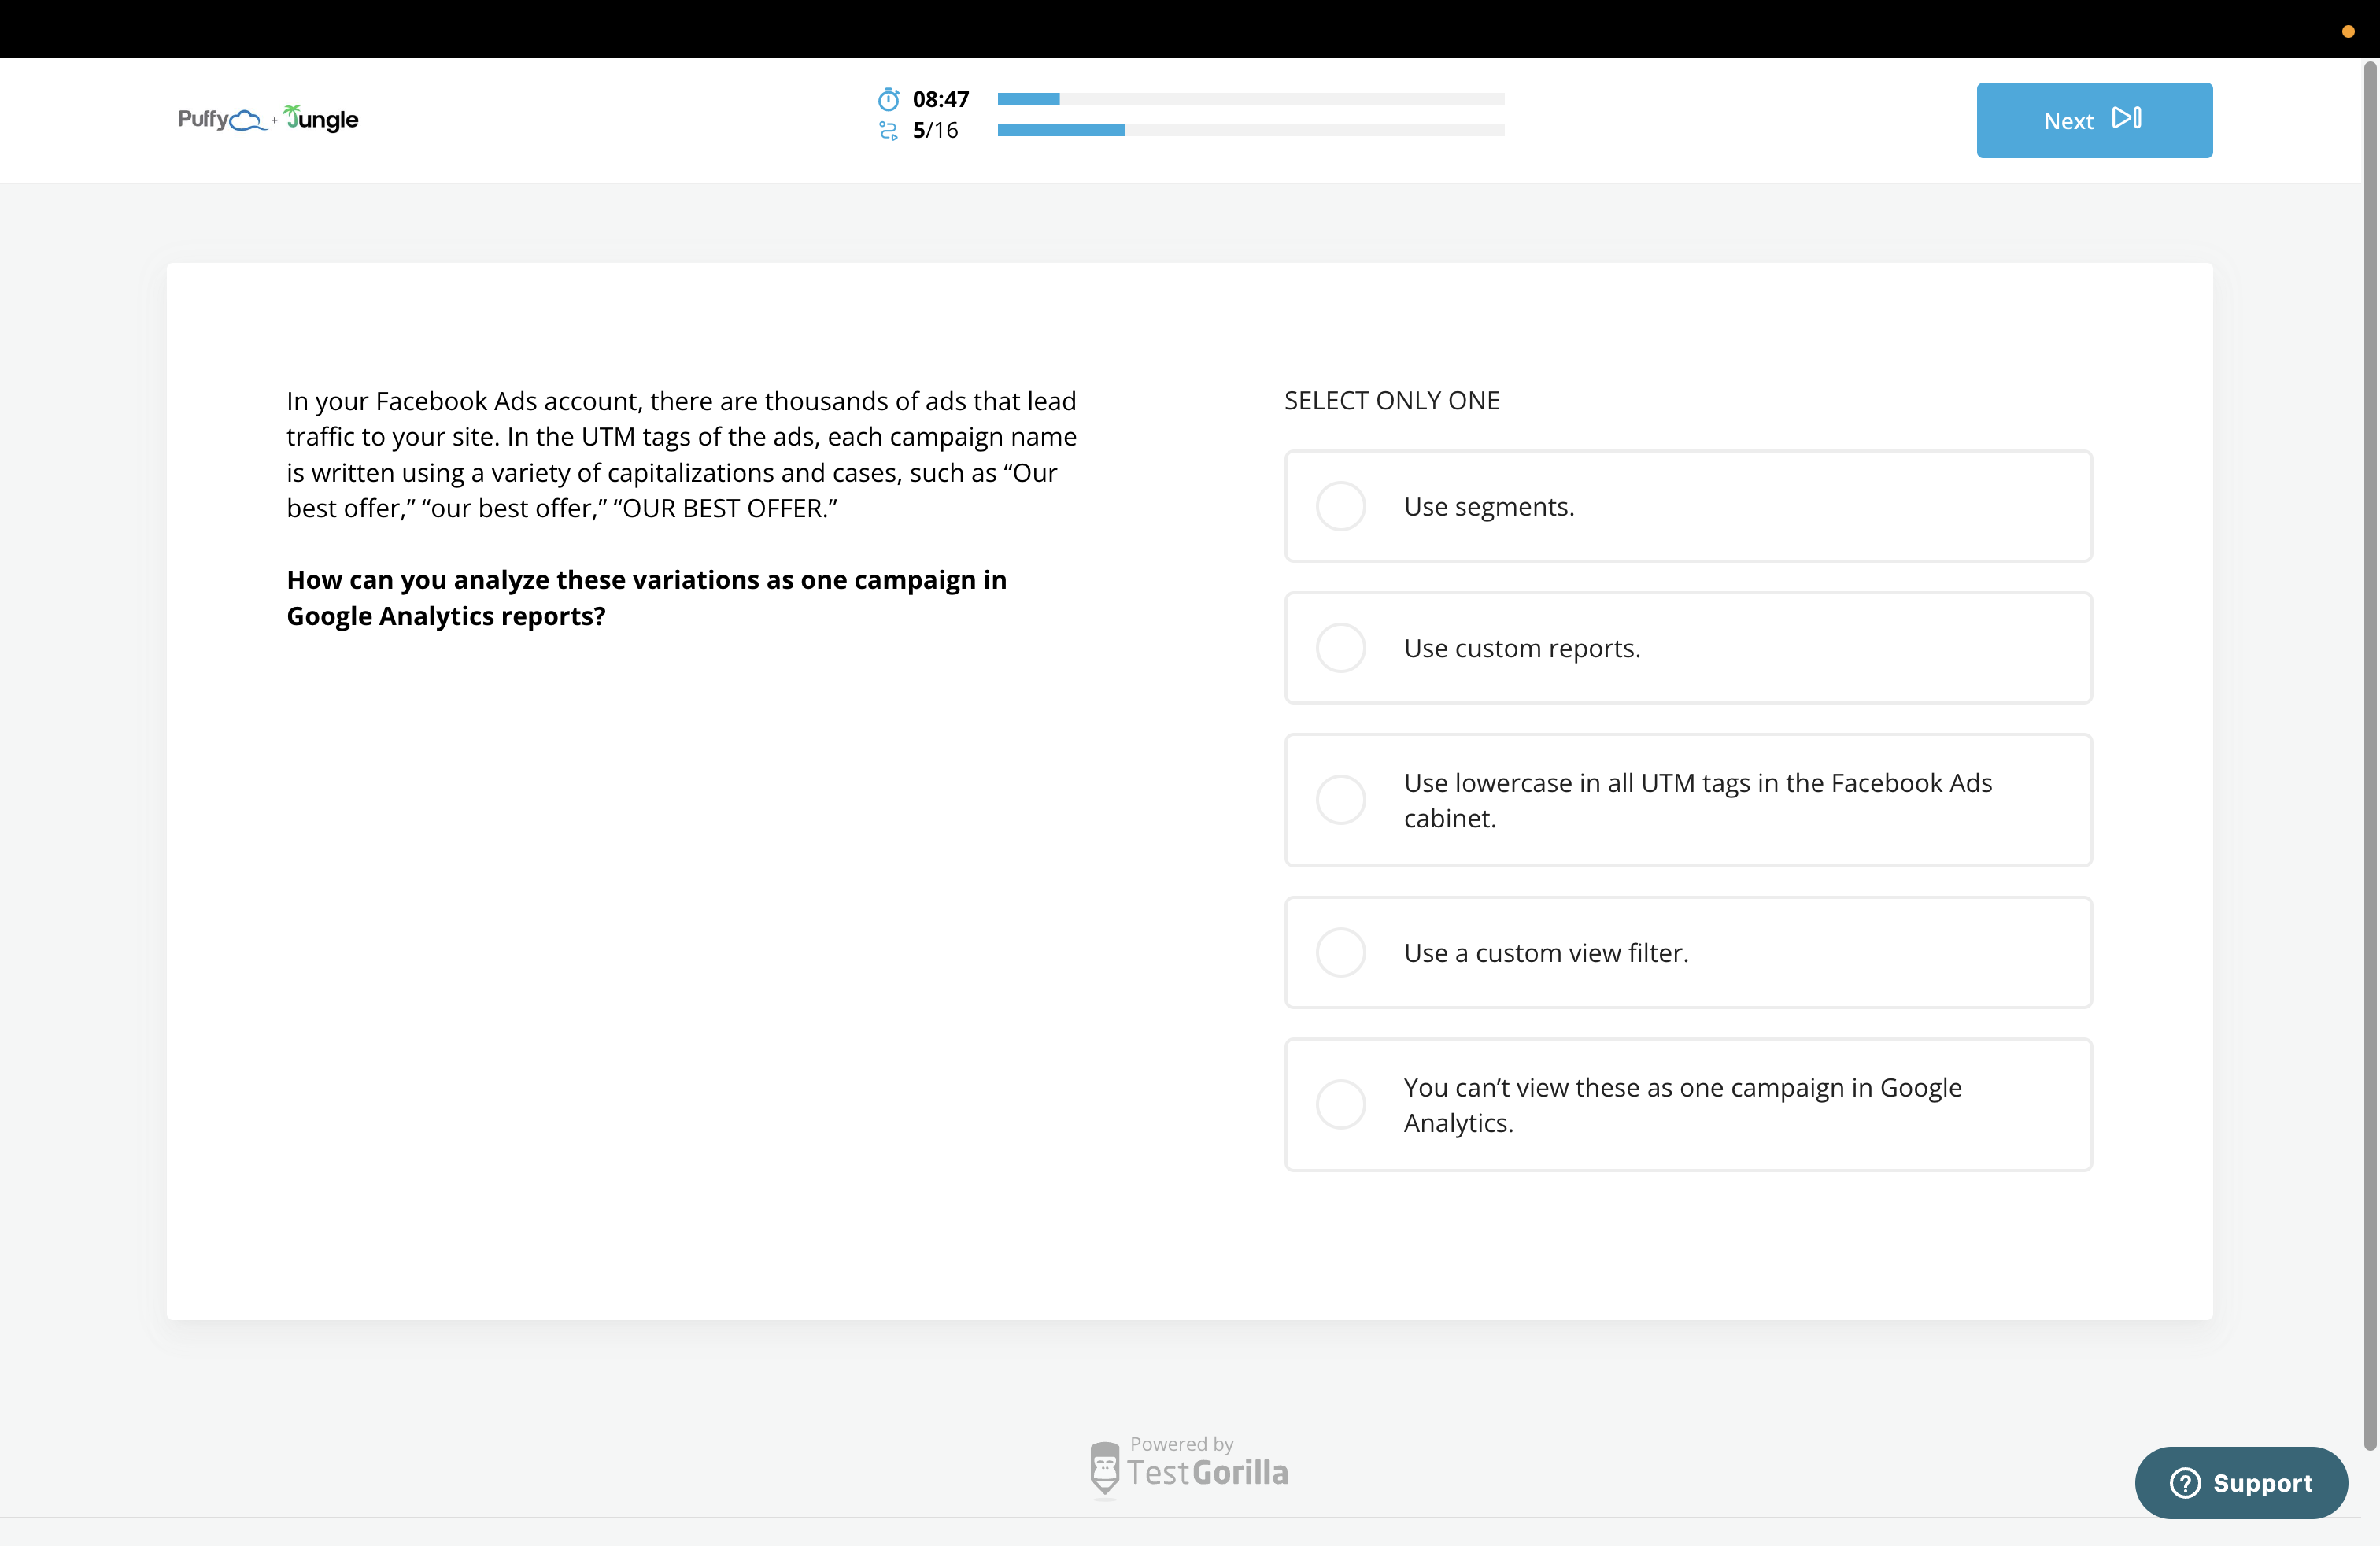 Puffy + Jungle
08:47
5/16
Next
In your Facebook Ads account, there are thousands of ads that lead
traffic to your site. In the UTM tags of the ads, each campaign name
is written using a variety of capitalizations and cases, such as “Our
best offer,” “our best offer,” “OUR BEST OFFER.”
How can you analyze these variations as one campaign in
Google Analytics reports?
SELECT ONLY ONE
Use segments.
Use custom reports.
Use lowercase in all UTM tags in the Facebook Ads
cabinet.
Use a custom view filter.
You can’t view these as one campaign in Google
Analytics.
Powered by
TestGorilla
Support